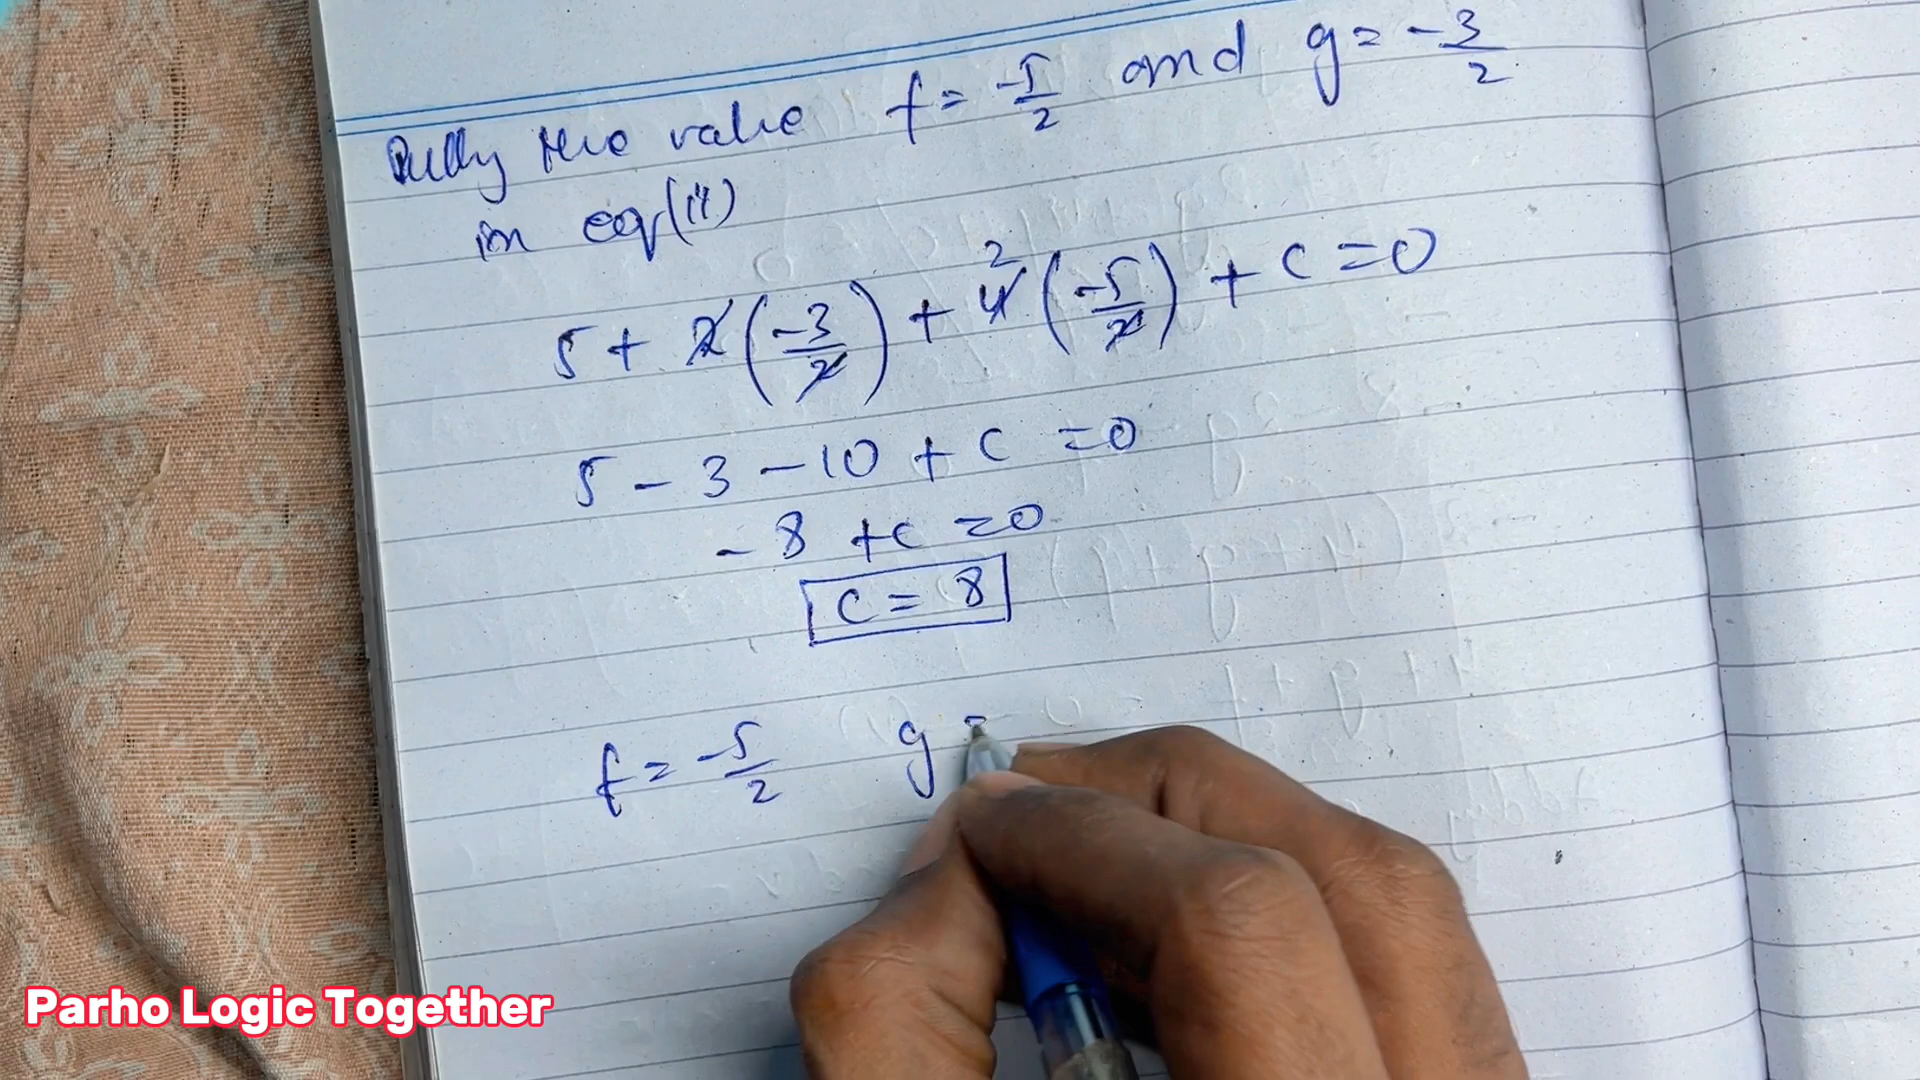 Putting the value f = -5/2 and g = -3/2
in eq(ii)
5 + 2(-3/2) + 4(-5/2) + c = 0
2
5 - 3 - 10 + c = 0
- 8 + c = 0
c = 8
f = -5/2 g =
Parho Logic Together